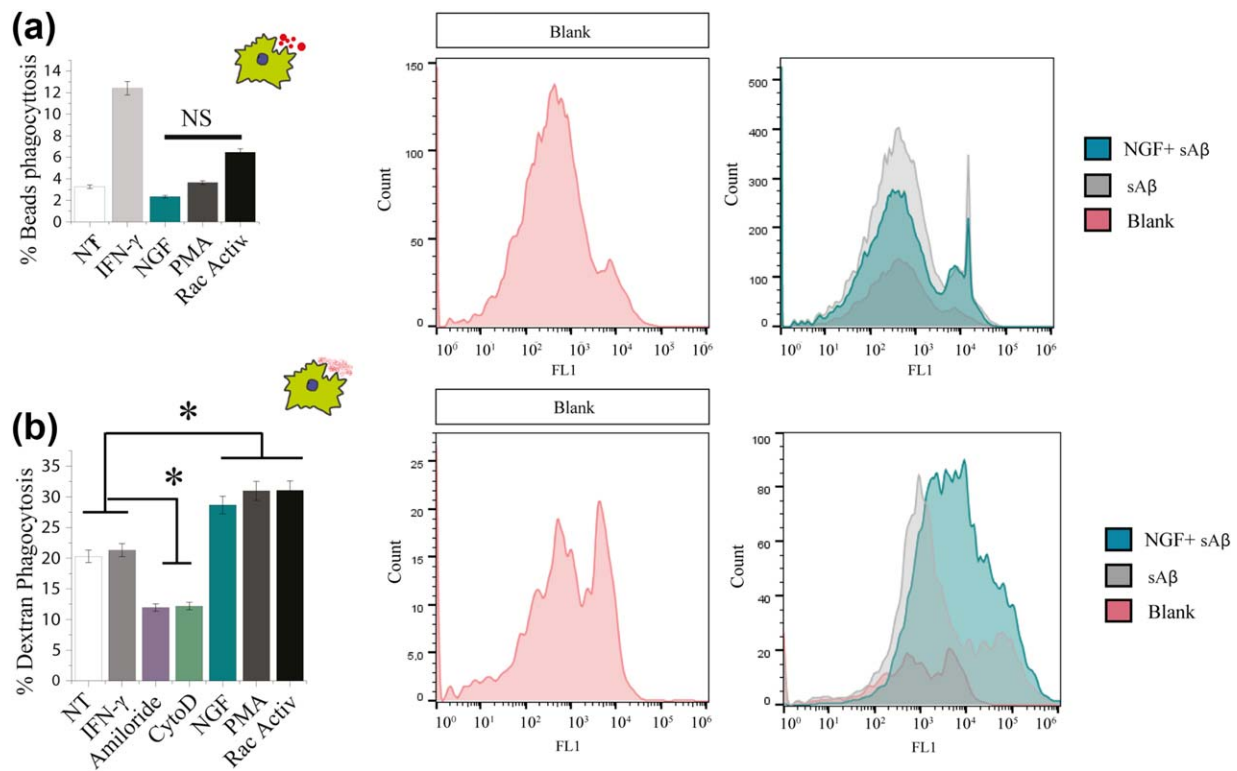 (a)
% Beads phagocyttosis
14
12
10
8
6
4
2
0
NS
NT
IFN-γ
NGF
PMA
Rac Activ
Blank
Count
150
100
50
0
10⁰ 10¹ 10² 10³ 10⁴ 10⁵ 10⁶
FL1
Count
500
400
300
200
100
0
10⁰ 10¹ 10² 10³ 10⁴ 10⁵ 10⁶
FL1
NGF+ sAβ
sAβ
Blank
(b)
% Dextran Phagocytosis
35
30
25
20
15
10
5
0
*
*
NT
IFN-γ
Amiloride
CytoD
NGF
PMA
Rac Activ
Blank
Count
25
20
15
10
5,0
0
10⁰ 10¹ 10² 10³ 10⁴ 10⁵ 10⁶
FL1
Count
100
80
60
40
20
0
10⁰ 10¹ 10² 10³ 10⁴ 10⁵ 10⁶
FL1
NGF+ sAβ
sAβ
Blank